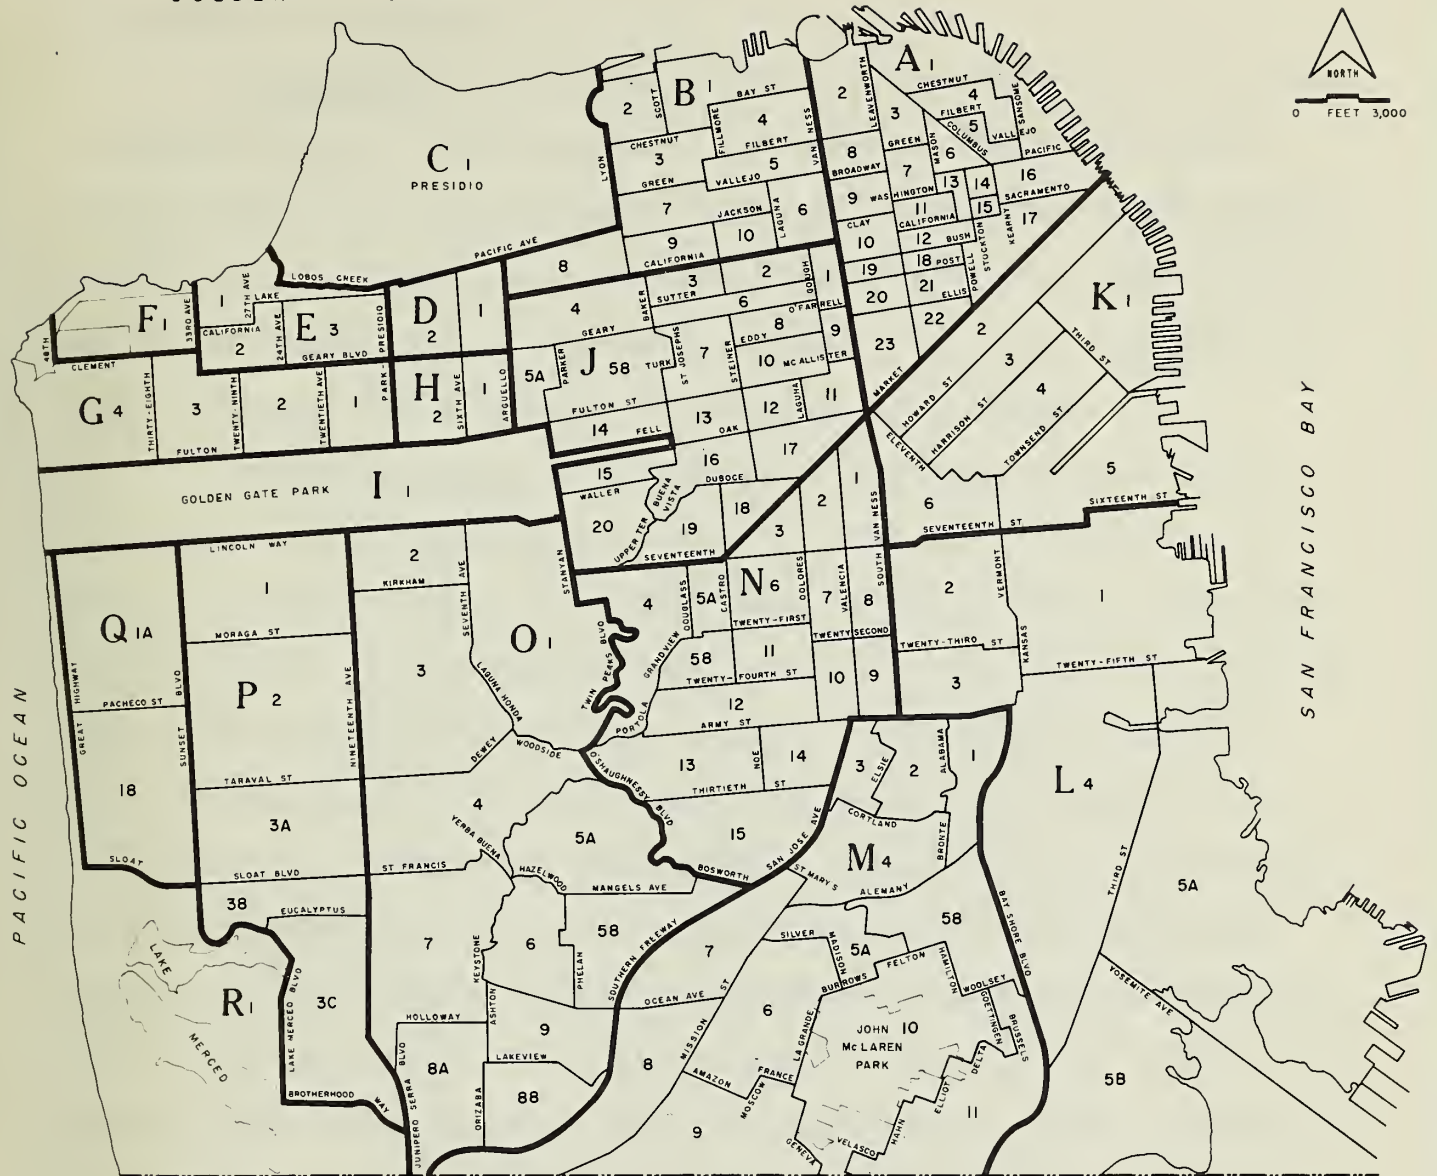 NORTH
0 FEET 3,000
A 1
B 1
C 1
PRESIDIO
D
E 3
F 1
G 4
H
I 1
GOLDEN GATE PARK
J
K 1
L 4
M 4
N 6
O 1
P 2
Q 1A
R 1
PACIFIC OCEAN
SAN FRANCISCO BAY
LYON
SCOTT
BAY ST
FILLMORE
CHESTNUT
FILBERT
GREEN
VALLEJO
JACKSON
LAGUNA
CALIFORNIA
VAN NESS
LEAVENWORTH
CHESTNUT
FILBERT
COLUMBUS
SANSOME
VALLEJO
PACIFIC
GREEN
MASON
BROADWAY
WASHINGTON
SACRAMENTO
CALIFORNIA
CLAY
BUSH
STOCKTON
KEARNY
POST
POWELL
ELLIS
MARKET
PACIFIC AVE
LOBOS CREEK
27TH AVE
LAKE
33RD AVE
CALIFORNIA
24TH AVE
GEARY BLVD
PARK-PRESIDIO
48TH
CLEMENT
THIRTY-EIGHTH
TWENTY-NINTH
TWENTIETH AVE
SIXTH AVE
ARGUELLO
FULTON
BAKER
SUTTER
GOUGH
O'FARRELL
GEARY
PARKER
TURK
ST JOSEPHS
EDDY
STEINER
MC ALLISTER
LAGUNA
FULTON ST
FELL
OAK
WALLER
BUENA VISTA
UPPER TER
DUBOCE
SEVENTEENTH
STANYAN
HOWARD ST
HARRISON ST
TOWNSEND ST
THIRD ST
ELEVENTH
SIXTEENTH ST
SEVENTEENTH ST
SOUTH VAN NESS
VERMONT
KANSAS
TWENTY-THIRD ST
TWENTY-FIFTH ST
DOUGLASS
CASTRO
DOLORES
VALENCIA
TWENTY-FIRST
TWENTY SECOND
TWENTY-FOURTH ST
ARMY ST
GRANDVIEW
PORTOLA
TWIN PEAKS BLVD
NOE
THIRTIETH ST
O'SHAUGHNESSY BLVD
BOSWORTH
SAN JOSE AVE
LINCOLN WAY
KIRKHAM
SEVENTH AVE
MORAGA ST
LAGUNA HONDA
DEWEY
WOODSIDE
GREAT HIGHWAY
PACHECO ST
SUNSET BLVD
NINETEENTH AVE
TARAVAL ST
SLOAT
SLOAT BLVD
ST FRANCIS
YERBA BUENA
HAZELWOOD
MANGELS AVE
EUCALYPTUS
LAKE MERCED BLVD
LAKE
MERCED
BROTHERHOOD WAY
JUNIPERO SERRA BLVD
HOLLOWAY
KEYSTONE
ASHTON
PHELAN
OCEAN AVE
LAKEVIEW
ORIZABA
SOUTHERN FREEWAY
ELSIE
ALABAMA
CORTLAND
BRONTE
ST MARY'S
ALEMANY
SILVER
MADISON
BURROWS
FELTON
HAMILTON
WOOLSEY
GOETTINGEN
BRUSSELS
BAY SHORE BLVD
MISSION ST
AMAZON
MOSCOW
FRANCE
LA GRANDE
GENEVA
VELASCO
HAHN
ELLIOT
DELTA
JOHN 10
McLAREN
PARK
THIRD ST
YOSEMITE AVE
5A
5B